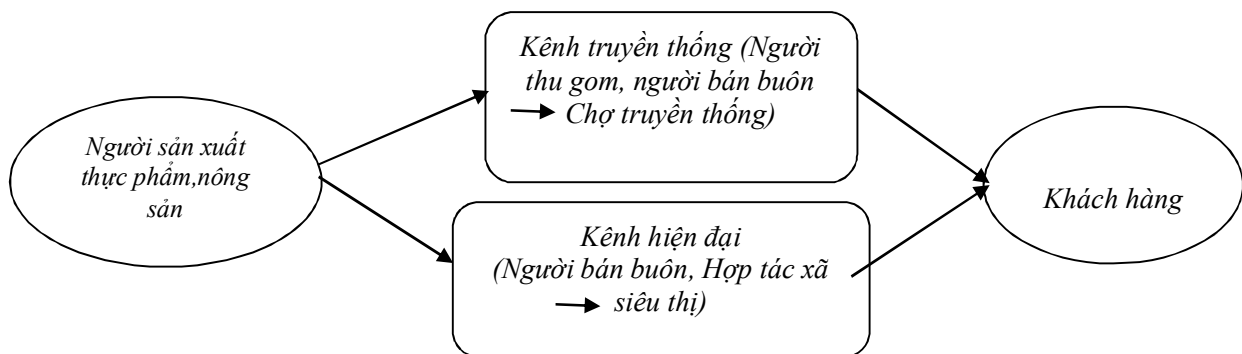 Người sản xuất
thực phẩm,nông
sản
Kênh truyền thống (Người
thu gom, người bán buôn
→ Chợ truyền thống)
Kênh hiện đại
(Người bán buôn, Hợp tác xã
→ siêu thị)
Khách hàng